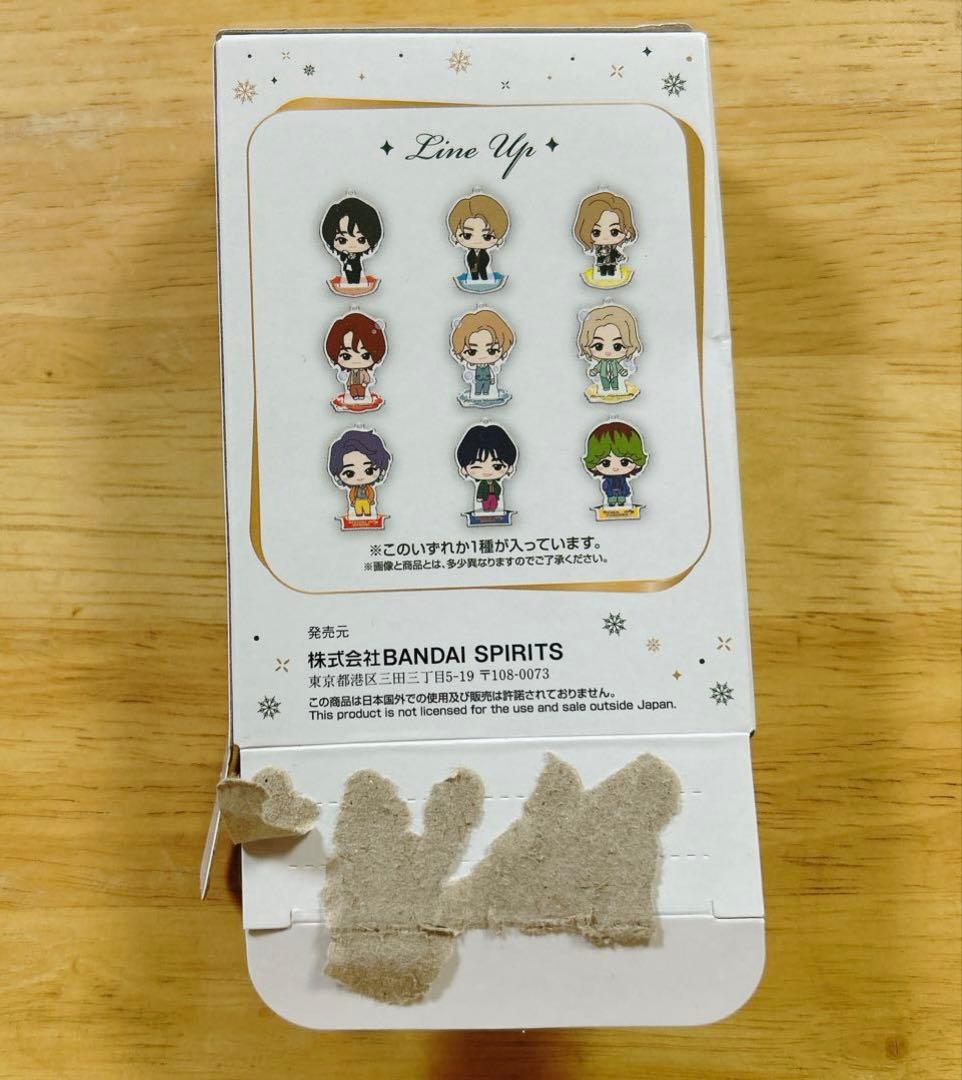 Line Up
※このいずれか1種が入っています。
※画像と商品とは、多少異なりますのでご了承ください。
発売元
株式会社BANDAI SPIRITS
東京都港区三田三丁目5-19 〒108-0073
この商品は日本国外での使用及び販売は許諾されておりません。
This product is not licensed for the use and sale outside Japan.